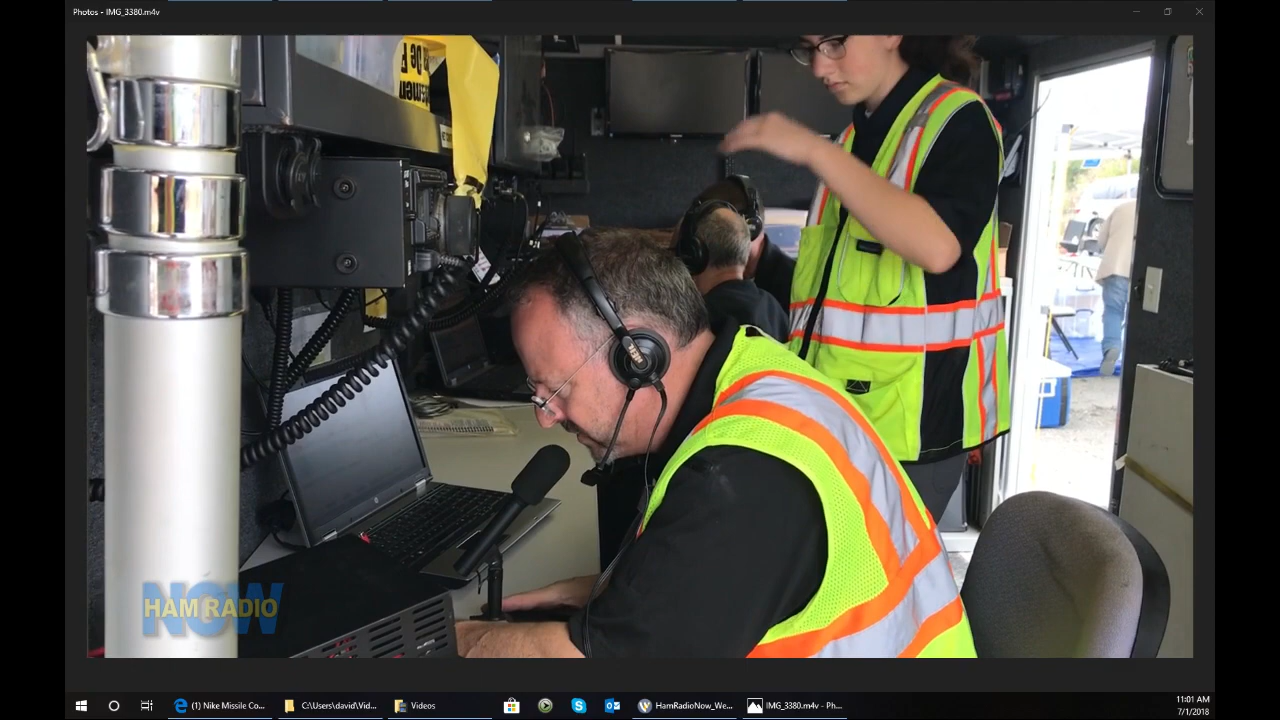 Photos - IMG_3380.m4v
NOW
HAM RADIO
(1) Nike Missile Co...
C:\Users\david\Vid...
Videos
HamRadioNow_We...
IMG_3380.m4v - Ph...
11:01 AM
7/1/2018